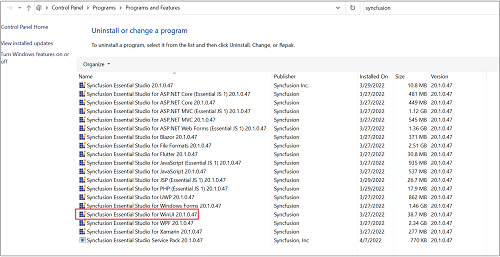 Control Panel > Programs > Programs and Features
syncfusion
Control Panel Home
View installed updates
Turn Windows features on or off
Uninstall or change a program
To uninstall a program, select it from the list and then click Uninstall, Change, or Repair.
Organize
Name Publisher Installed On Size Version
Syncfusion Essential Studio 20.1.0.47 Syncfusion Inc. 3/29/2022 10.8 MB 20.1.0.47
Syncfusion Essential Studio for ASP.NET Core (Essential JS 1) 20.1.0.47 Syncfusion 3/27/2022 481 MB 20.1.0.47
Syncfusion Essential Studio for ASP.NET Core 20.1.0.47 Syncfusion 3/27/2022 449 MB 20.1.0.47
Syncfusion Essential Studio for ASP.NET MVC (Essential JS 1) 20.1.0.47 Syncfusion 3/27/2022 1.12 GB 20.1.0.47
Syncfusion Essential Studio for ASP.NET MVC 20.1.0.47 Syncfusion 3/27/2022 545 MB 20.1.0.47
Syncfusion Essential Studio for ASP.NET Web Forms (Essential JS 1) 20.1.0.47 Syncfusion 3/27/2022 1.36 GB 20.1.0.47
Syncfusion Essential Studio for Blazor 20.1.0.47 Syncfusion 3/27/2022 371 MB 20.1.0.47
Syncfusion Essential Studio for File Formats 20.1.0.47 Syncfusion 3/27/2022 2.51 GB 20.1.0.47
Syncfusion Essential Studio for Flutter 20.1.0.47 Syncfusion 3/27/2022 30.8 MB 20.1.0.47
Syncfusion Essential Studio for JavaScript (Essential JS 1) 20.1.0.47 Syncfusion 3/27/2022 935 MB 20.1.0.47
Syncfusion Essential Studio for JavaScript 20.1.0.47 Syncfusion 3/27/2022 537 MB 20.1.0.47
Syncfusion Essential Studio for JSP (Essential JS) 20.1.0.47 Syncfusion 3/29/2022 26.7 MB 20.1.0.47
Syncfusion Essential Studio for PHP (Essential JS) 20.1.0.47 Syncfusion 3/29/2022 17.9 MB 20.1.0.47
Syncfusion Essential Studio for UWP 20.1.0.47 Syncfusion 3/27/2022 862 MB 20.1.0.47
Syncfusion Essential Studio for Windows Forms 20.1.0.47 Syncfusion 3/27/2022 1.46 GB 20.1.0.47
Syncfusion Essential Studio for WinUI 20.1.0.47 Syncfusion 3/27/2022 38.7 MB 20.1.0.47
Syncfusion Essential Studio for WPF 20.1.0.47 Syncfusion 3/27/2022 2.34 GB 20.1.0.47
Syncfusion Essential Studio for Xamarin 20.1.0.47 Syncfusion 3/27/2022 277 MB 20.1.0.47
Syncfusion Essential Studio Service Pack 20.1.0.47 Syncfusion, Inc 4/7/2022 770 KB 20.1.0.47